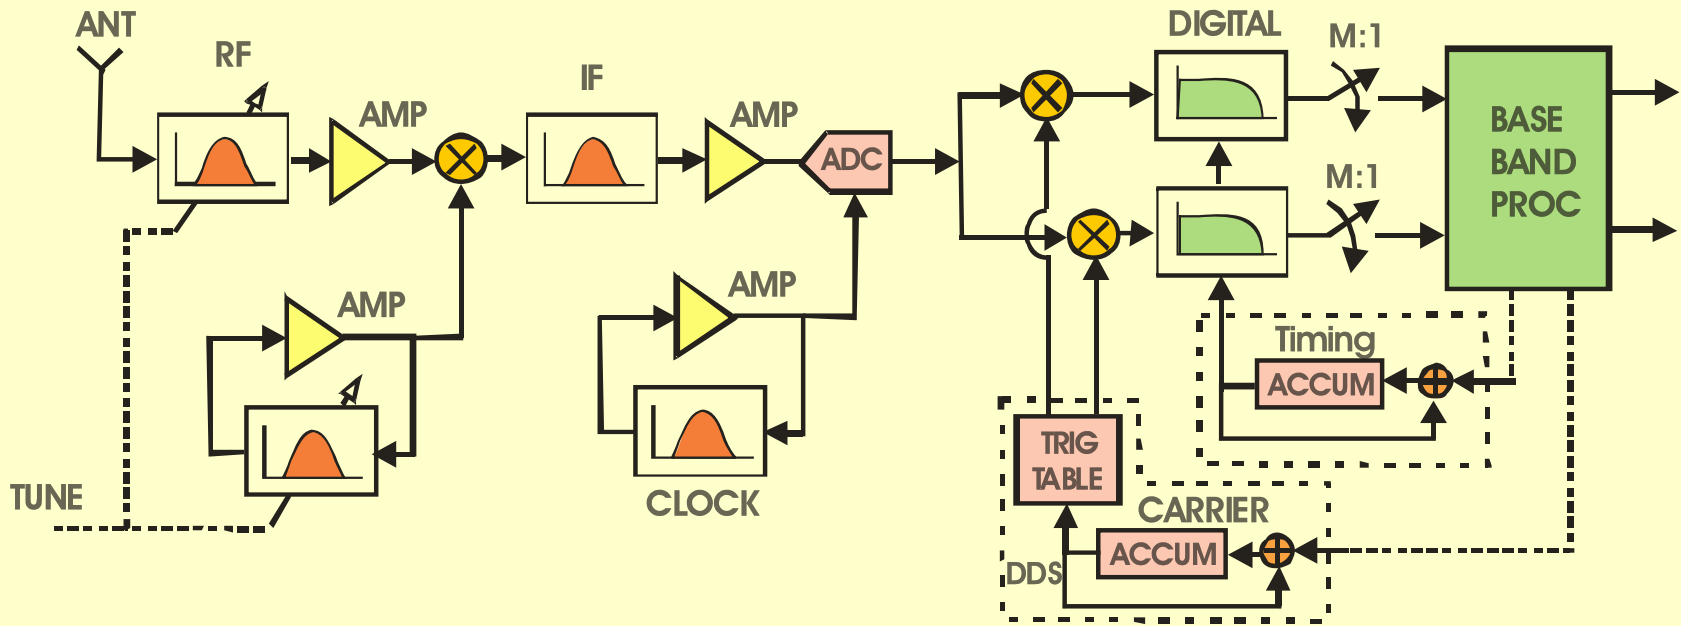 ANT
RF
AMP
IF
AMP
ADC
DIGITAL
M:1
M:1
BASE
BAND
PROC
AMP
AMP
TUNE
CLOCK
Timing
ACCUM
TRIG
TABLE
CARRIER
ACCUM
DDS